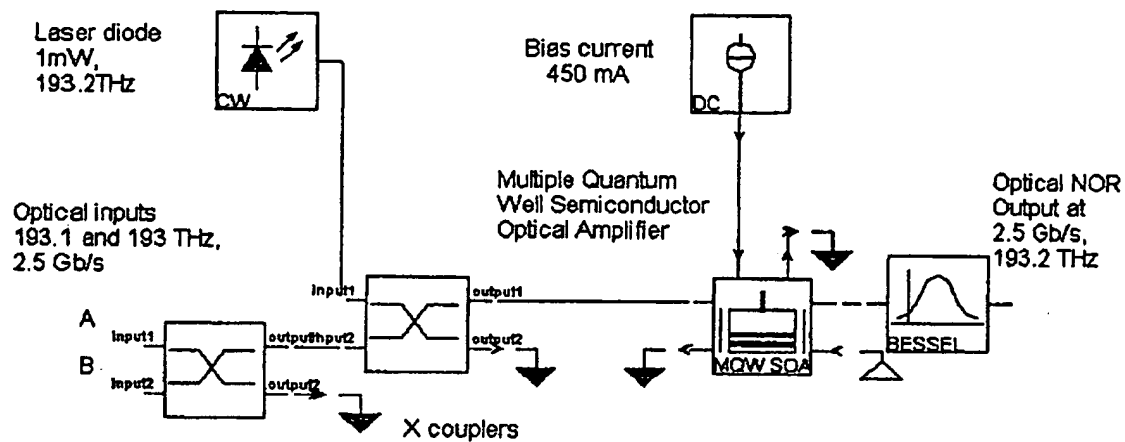 Laser diode
1mW,
193.2THz
CW
Bias current
450 mA
DC
Multiple Quantum
Well Semiconductor
Optical Amplifier
Optical NOR
Output at
2.5 Gb/s,
193.2 THz
Optical inputs
193.1 and 193 THz,
2.5 Gb/s
input1
output1
input2
output2
A
B
input1
output1
input2
output2
MQW SOA
BESSEL
X couplers